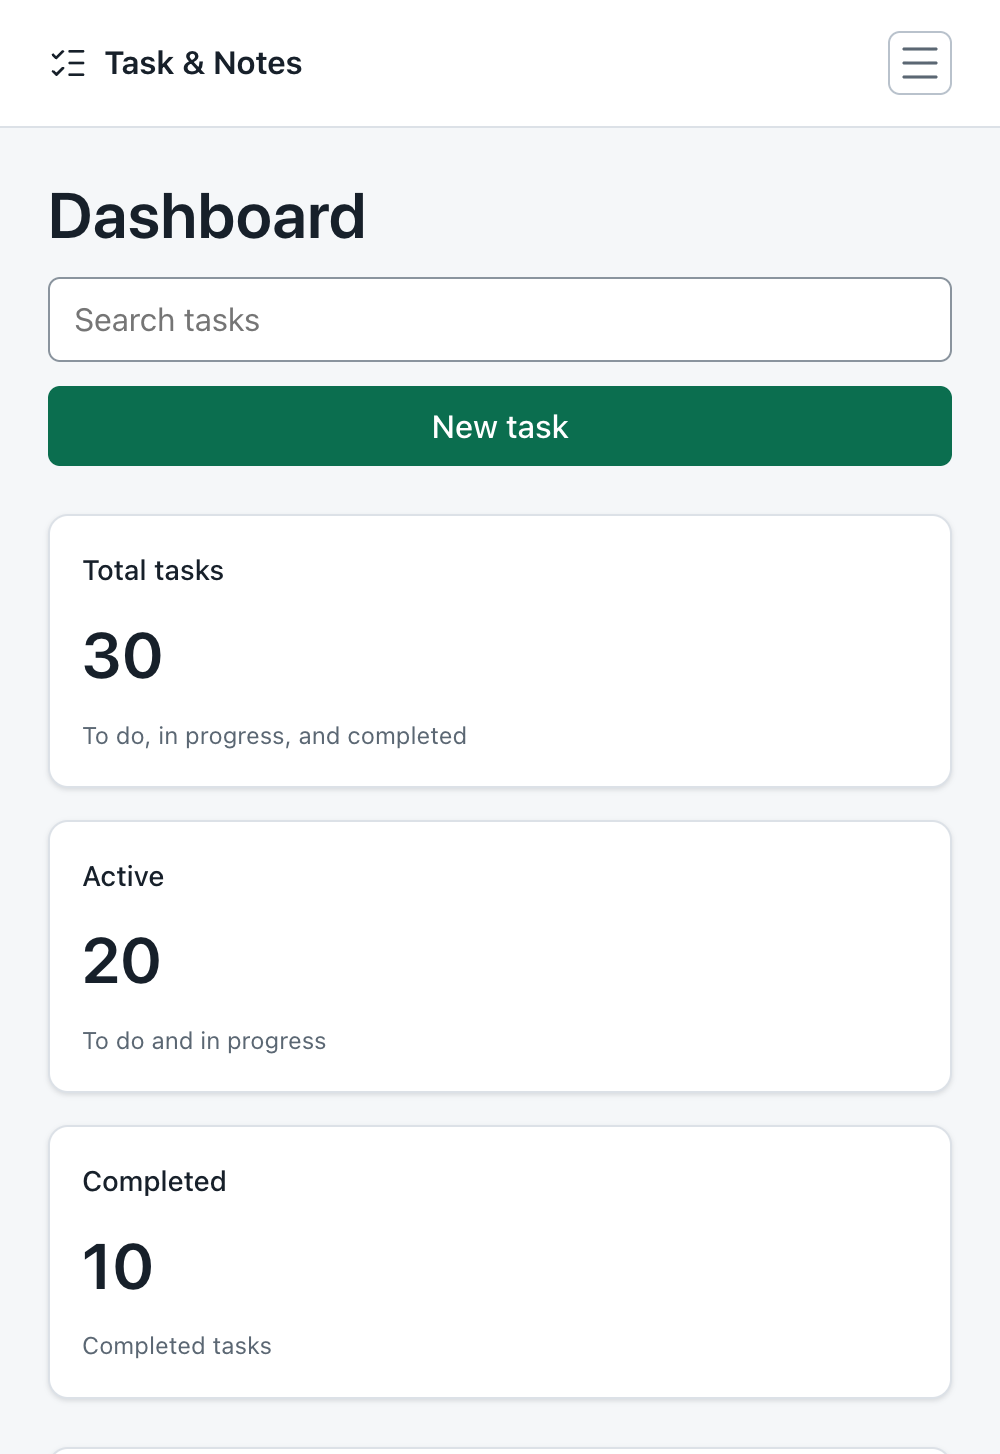 Task & Notes
Dashboard
Search tasks
New task
Total tasks
30
To do, in progress, and completed
Active
20
To do and in progress
Completed
10
Completed tasks